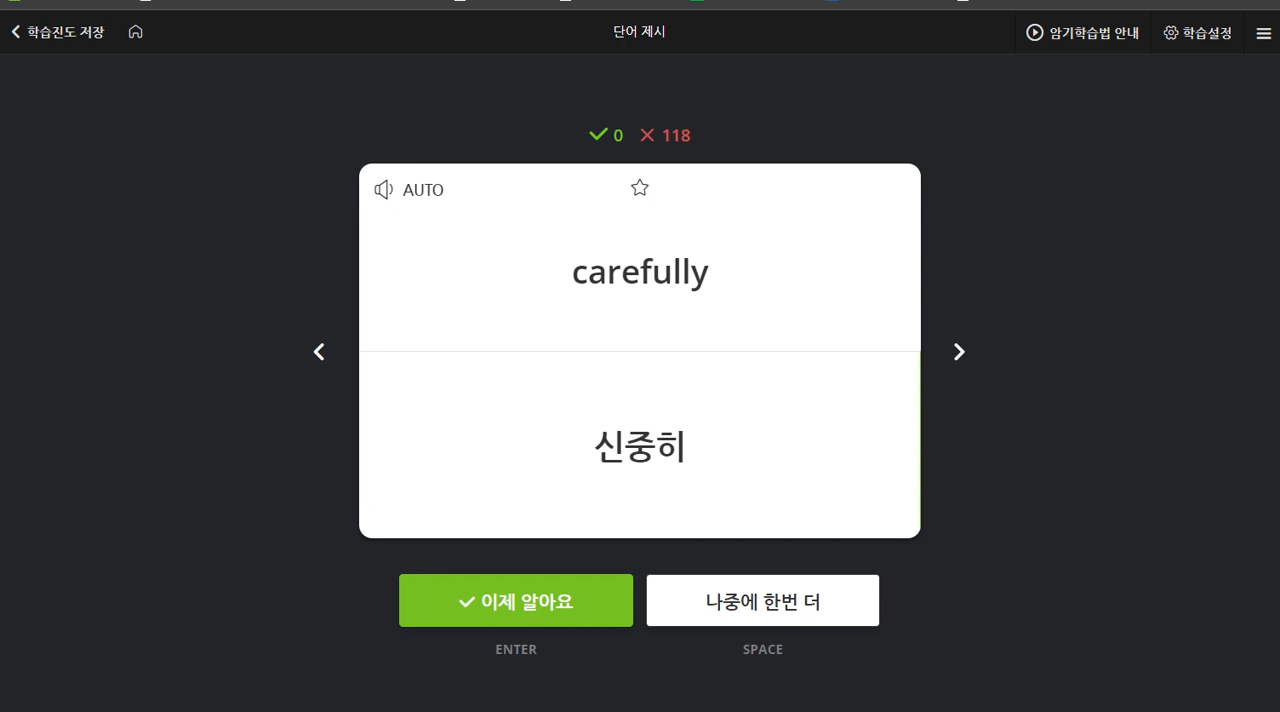 학습진도 저장
단어 제시
암기학습법 안내
학습설정
0 118
AUTO
carefully
신중히
이제 알아요
나중에 한번 더
ENTER
SPACE